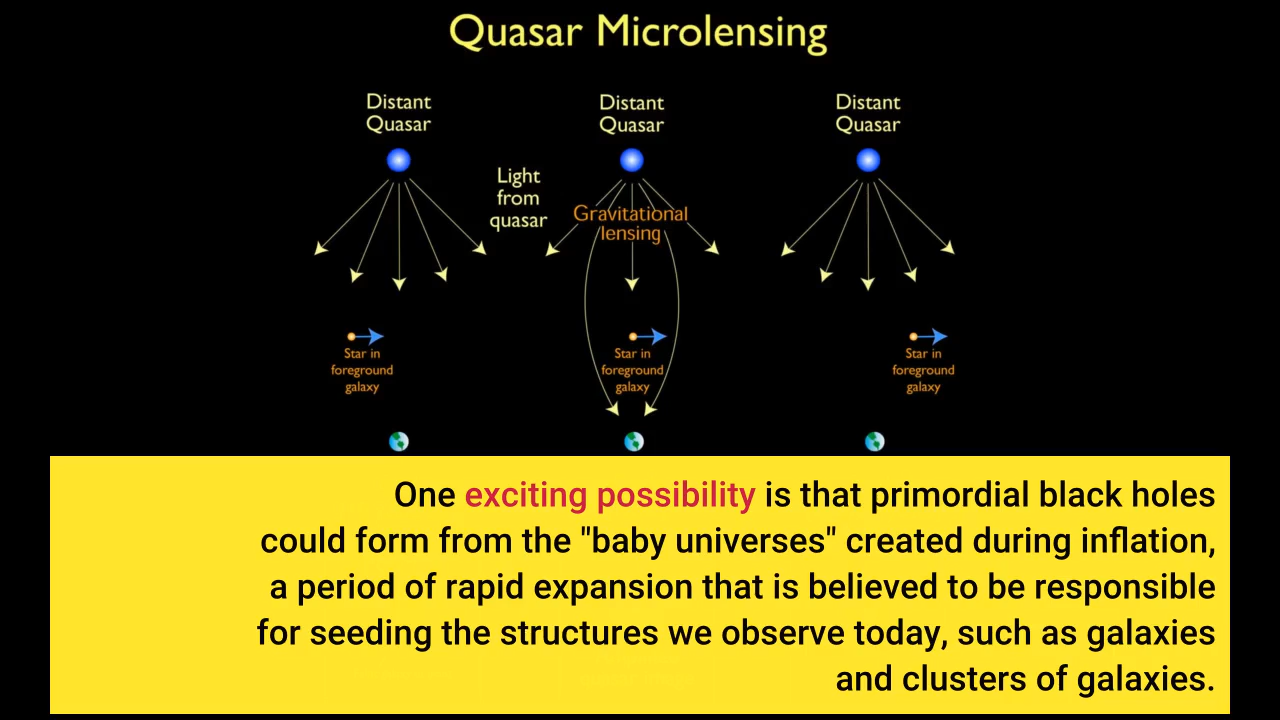 Quasar Microlensing
Distant
Quasar
Distant
Quasar
Distant
Quasar
Light
from
quasar
Gravitational
lensing
Star in
foreground
galaxy
Star in
foreground
galaxy
Star in
foreground
galaxy
One exciting possibility is that primordial black holes
could form from the "baby universes" created during inflation,
a period of rapid expansion that is believed to be responsible
for seeding the structures we observe today, such as galaxies
and clusters of galaxies.